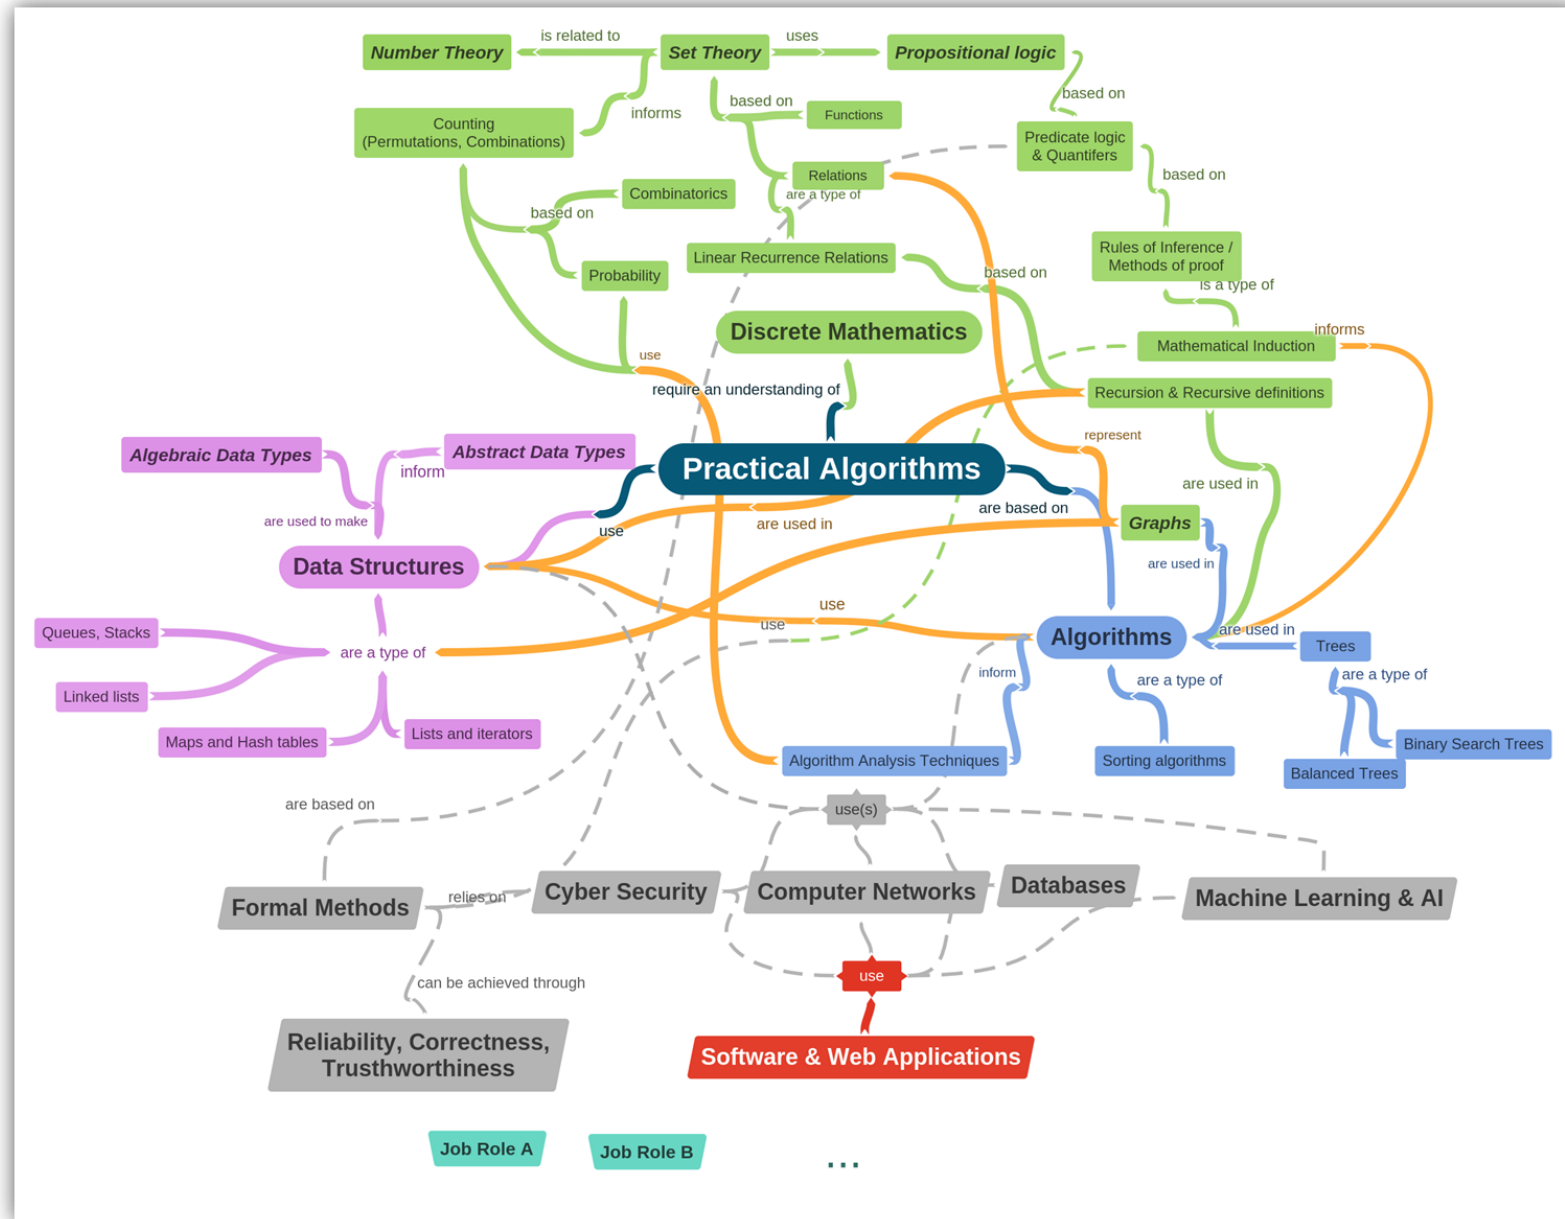 is related to
uses
Number Theory
Set Theory
Propositional logic
based on
based on
informs
Functions
Counting
(Permutations, Combinations)
Predicate logic
& Quantifers
Relations
based on
are a type of
Combinatorics
based on
Rules of Inference /
Methods of proof
Linear Recurrence Relations
based on
Probability
is a type of
Discrete Mathematics
informs
Mathematical Induction
use
require an understanding of
Recursion & Recursive definitions
represent
Algebraic Data Types
Abstract Data Types
inform
Practical Algorithms
are used in
are based on
are used to make
use
are used in
Graphs
are used in
Data Structures
use
use
Queues, Stacks
Algorithms
are used in
Trees
are a type of
inform
are a type of
are a type of
Linked lists
Maps and Hash tables
Lists and iterators
Algorithm Analysis Techniques
Sorting algorithms
Binary Search Trees
Balanced Trees
are based on
use(s)
Formal Methods
relies on
Cyber Security
Computer Networks
Databases
Machine Learning & AI
can be achieved through
use
Reliability, Correctness,
Trusthworthiness
Software & Web Applications
Job Role A
Job Role B
...